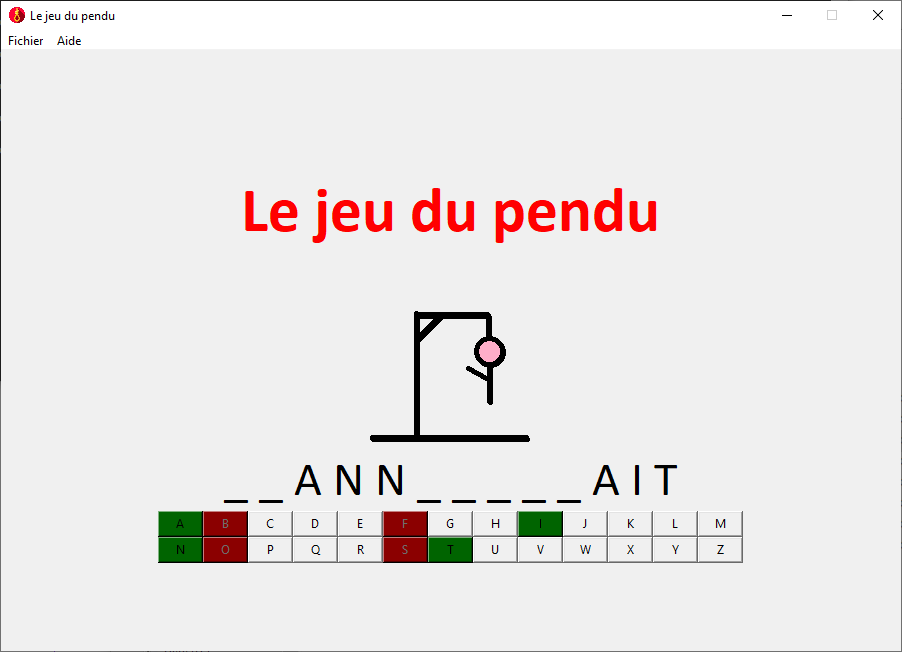 Le jeu du pendu
Fichier Aide
Le jeu du pendu
_ _ A N N _ _ _ _ _ A I T
A B C D E F G H I J K L M
N O P Q R S T U V W X Y Z